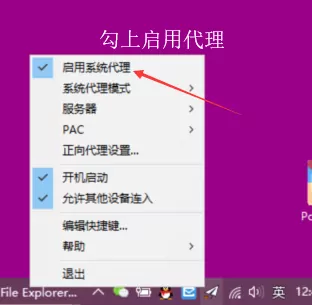 勾上启用代理
启用系统代理
系统代理模式
服务器
PAC
正向代理设置...
开机启动
允许其他设备连入
编辑快捷键...
帮助
退出
Po
File Explorer...
英
12: